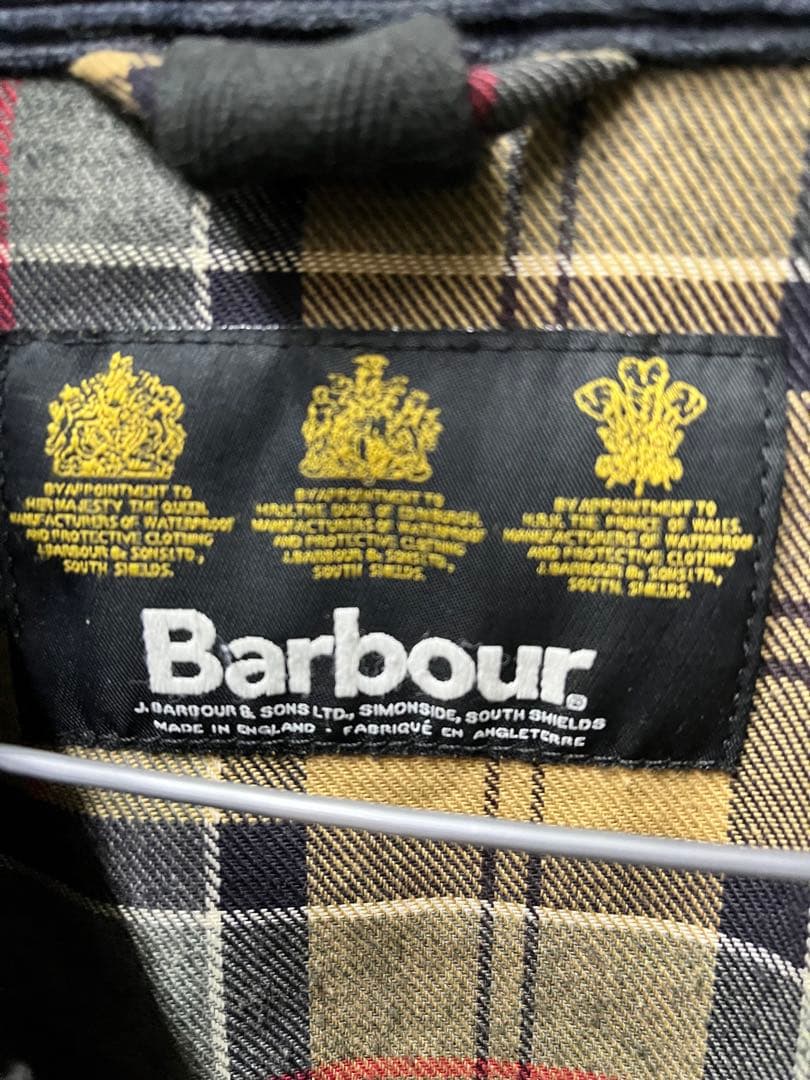 BY APPOINTMENT TO
HER MAJESTY THE QUEEN
MANUFACTURERS OF WATERPROOF
AND PROTECTIVE CLOTHING
J.BARBOUR & SONS LTD.,
SOUTH SHIELDS.
BY APPOINTMENT TO
H.R.H. THE DUKE OF EDINBURGH.
MANUFACTURERS OF WATERPROOF
AND PROTECTIVE CLOTHING
J.BARBOUR & SONS LTD.,
SOUTH SHIELDS.
BY APPOINTMENT TO
H.R.H. THE PRINCE OF WALES.
MANUFACTURERS OF WATERPROOF
AND PROTECTIVE CLOTHING
J.BARBOUR & SONS LTD.,
SOUTH SHIELDS.
Barbour®
J. BARBOUR & SONS LTD., SIMONSIDE, SOUTH SHIELDS
MADE IN ENGLAND · FABRIQUÉ EN ANGLETERRE